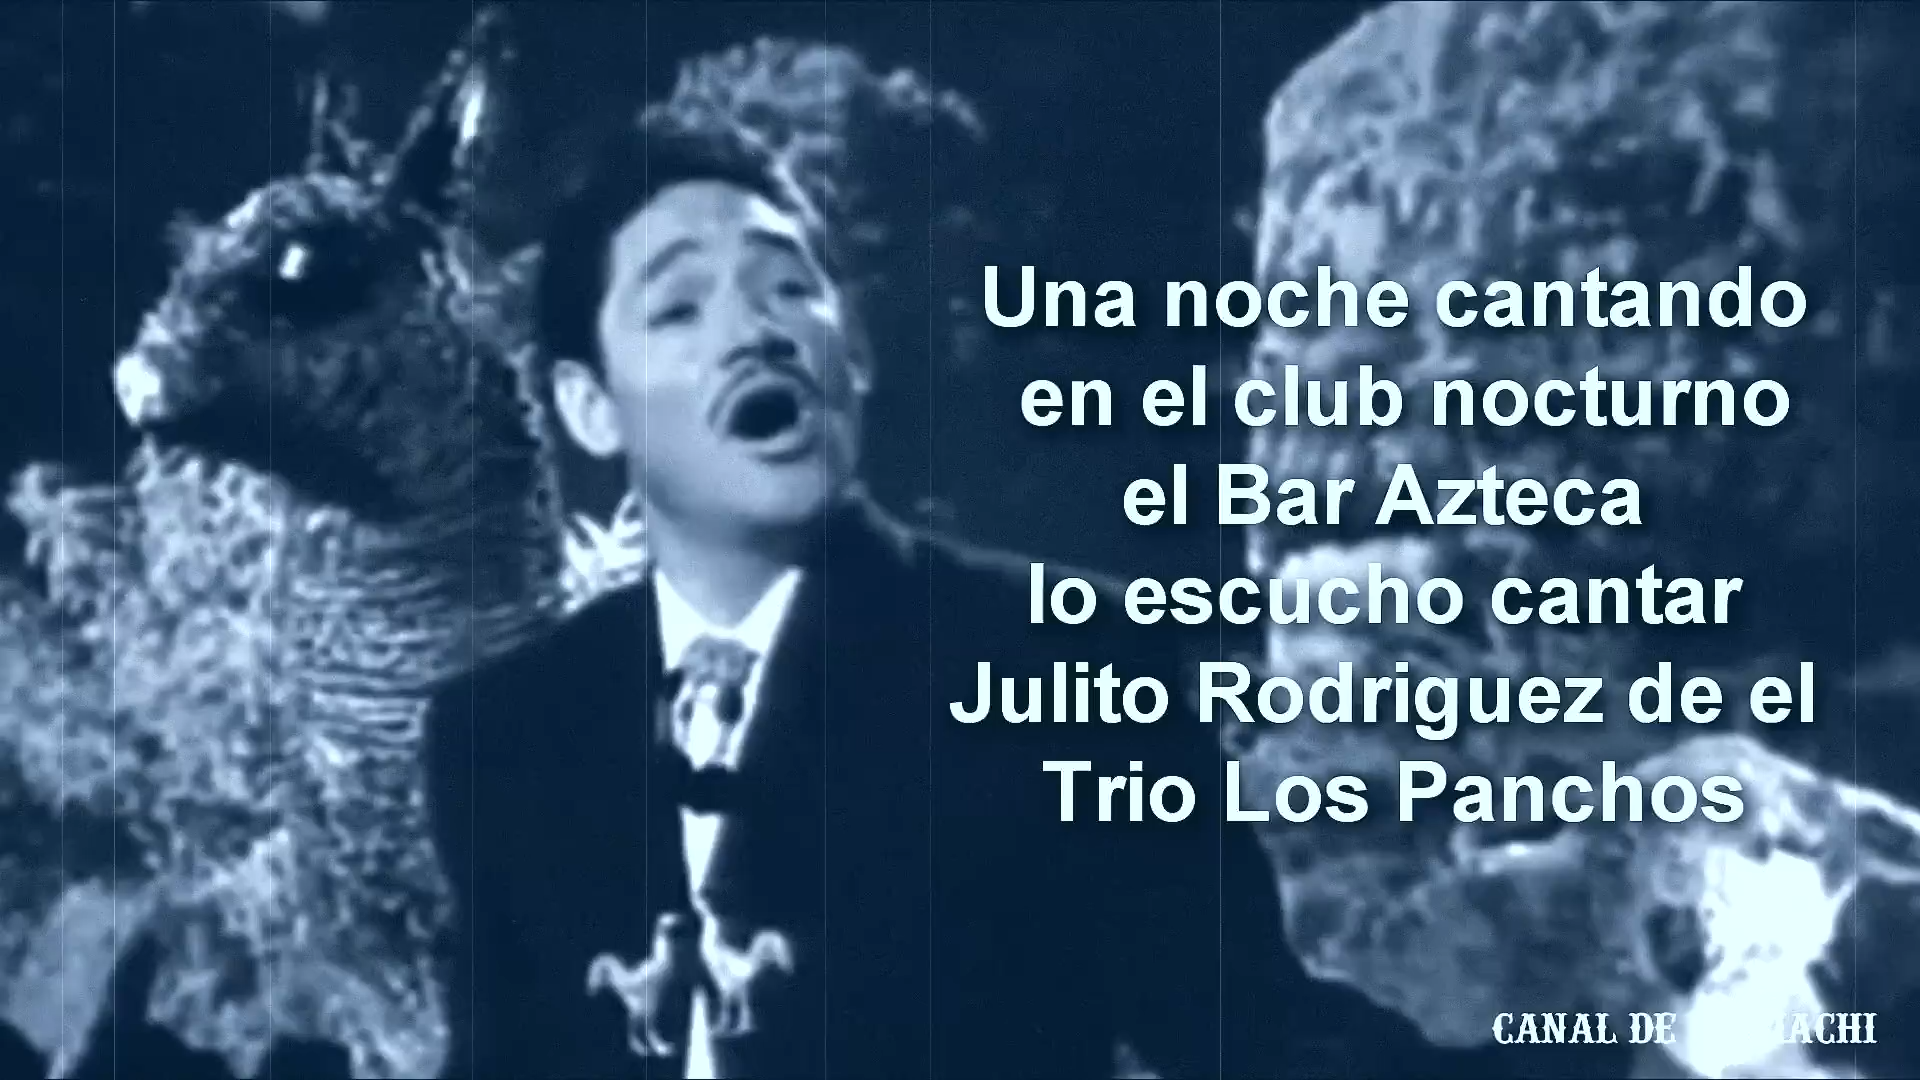 Una noche cantando
en el club nocturno
el Bar Azteca
lo escucho cantar
Julito Rodriguez de el
Trio Los Panchos
CANAL DE